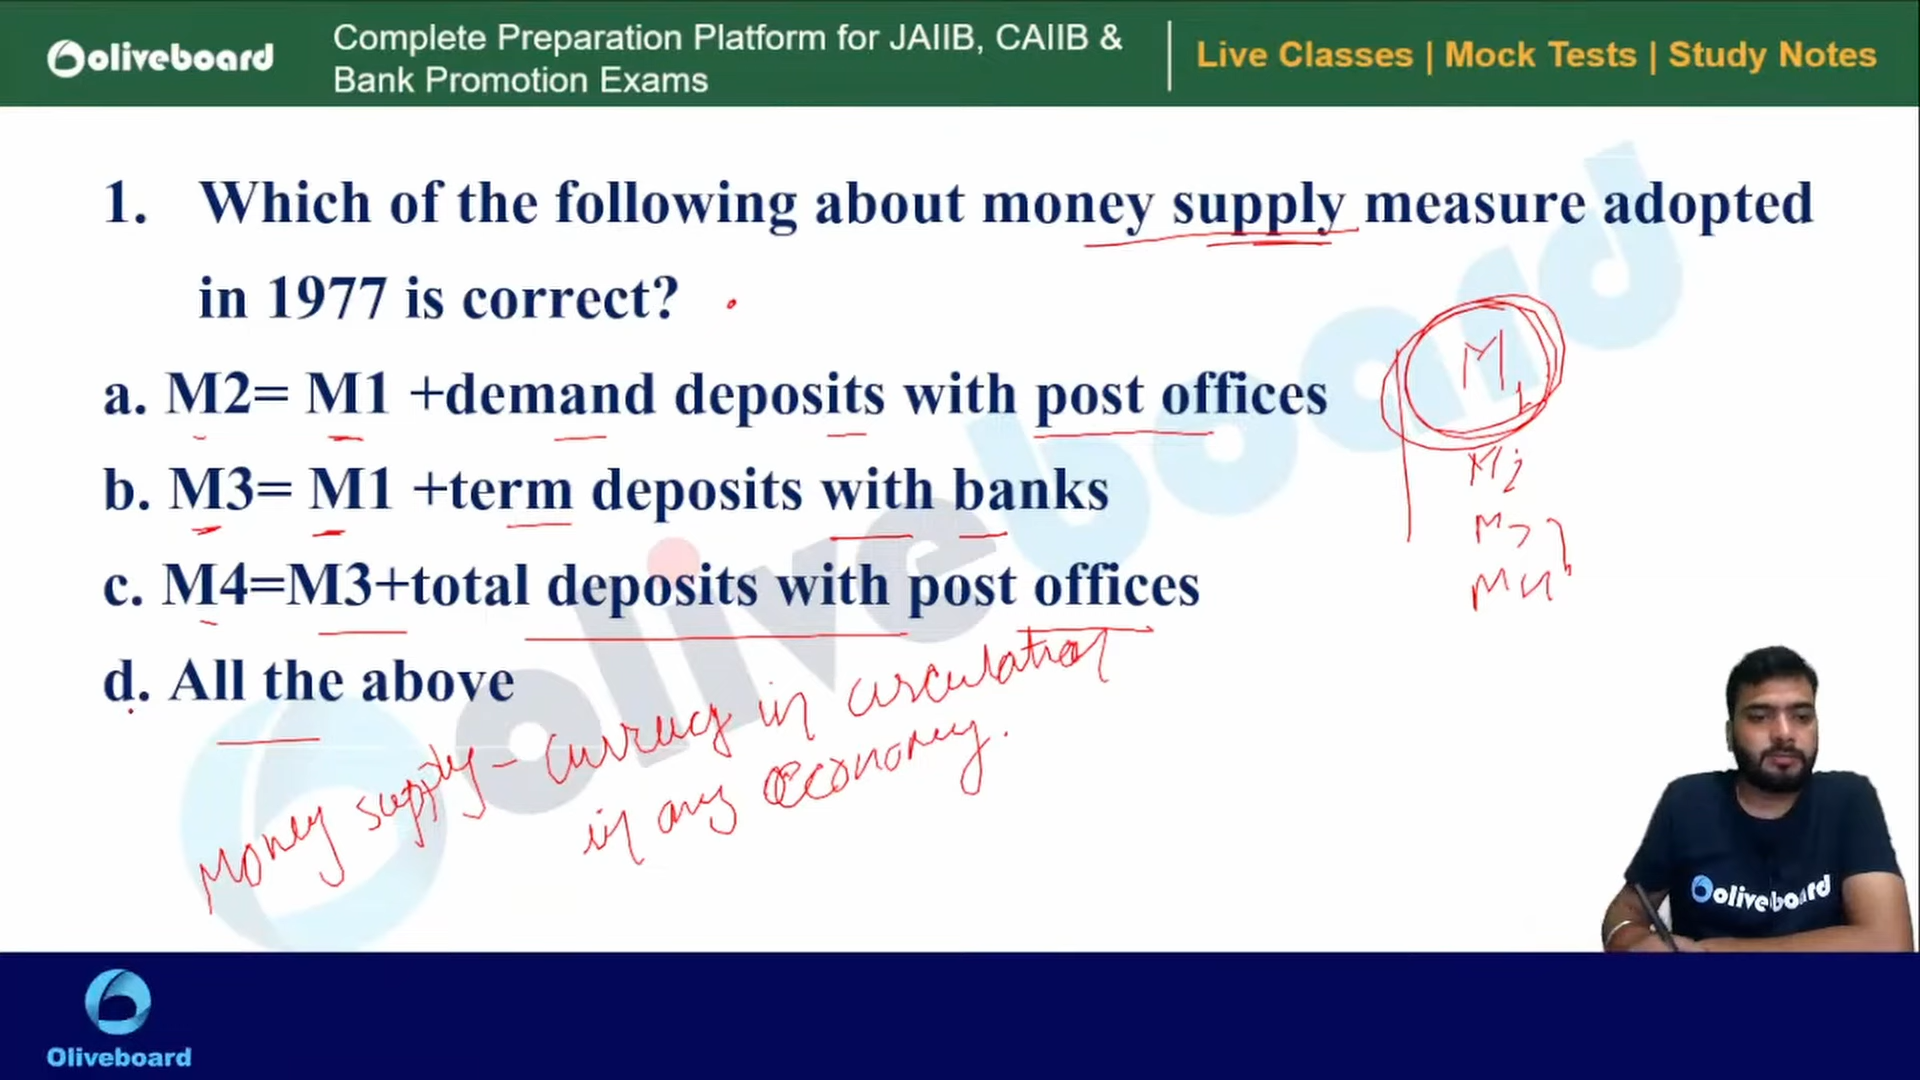 oliveboard
Complete Preparation Platform for JAIIB, CAIIB &
Bank Promotion Exams
Live Classes | Mock Tests | Study Notes
1. Which of the following about money supply measure adopted
in 1977 is correct?
a. M2= M1 +demand deposits with post offices
b. M3= M1 +term deposits with banks
c. M4=M3+total deposits with post offices
d. All the above
M1
M2
M3
M4
Money supply - currency in circulation
in any economy.
oliveboard
oliveboard
Oliveboard